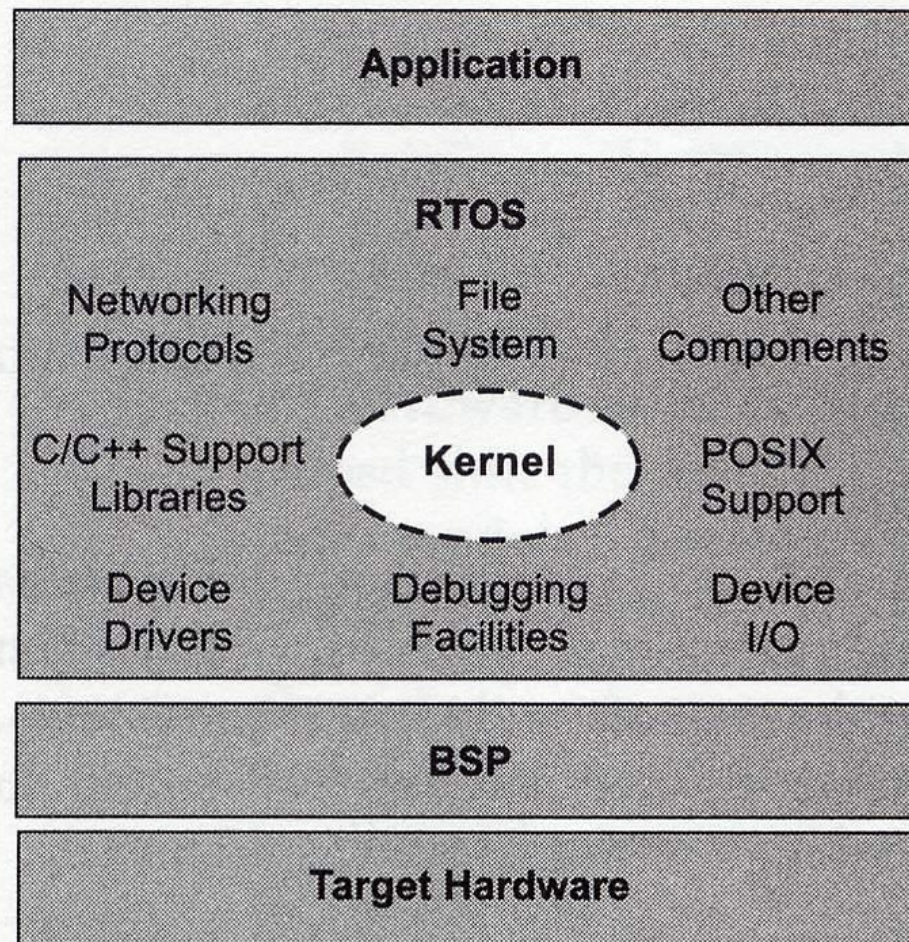 Application
RTOS
Networking
Protocols
File
System
Other
Components
C/C++ Support
Libraries
Kernel
POSIX
Support
Device
Drivers
Debugging
Facilities
Device
I/O
BSP
Target Hardware